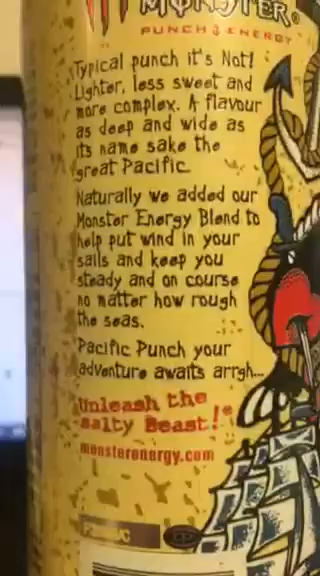 MONSTER®
PUNCH ENERGY
Typical punch it's Not!
Lighter, less sweet and
more complex. A flavour
as deep and wide as
its name sake the
great Pacific.
Naturally we added our
Monster Energy Blend to
help put wind in your
sails and keep you
steady and on course
no matter how rough
the seas.
Pacific Punch your
adventure awaits arrgh...
Unleash the
salty Beast!®
monsterenergy.com